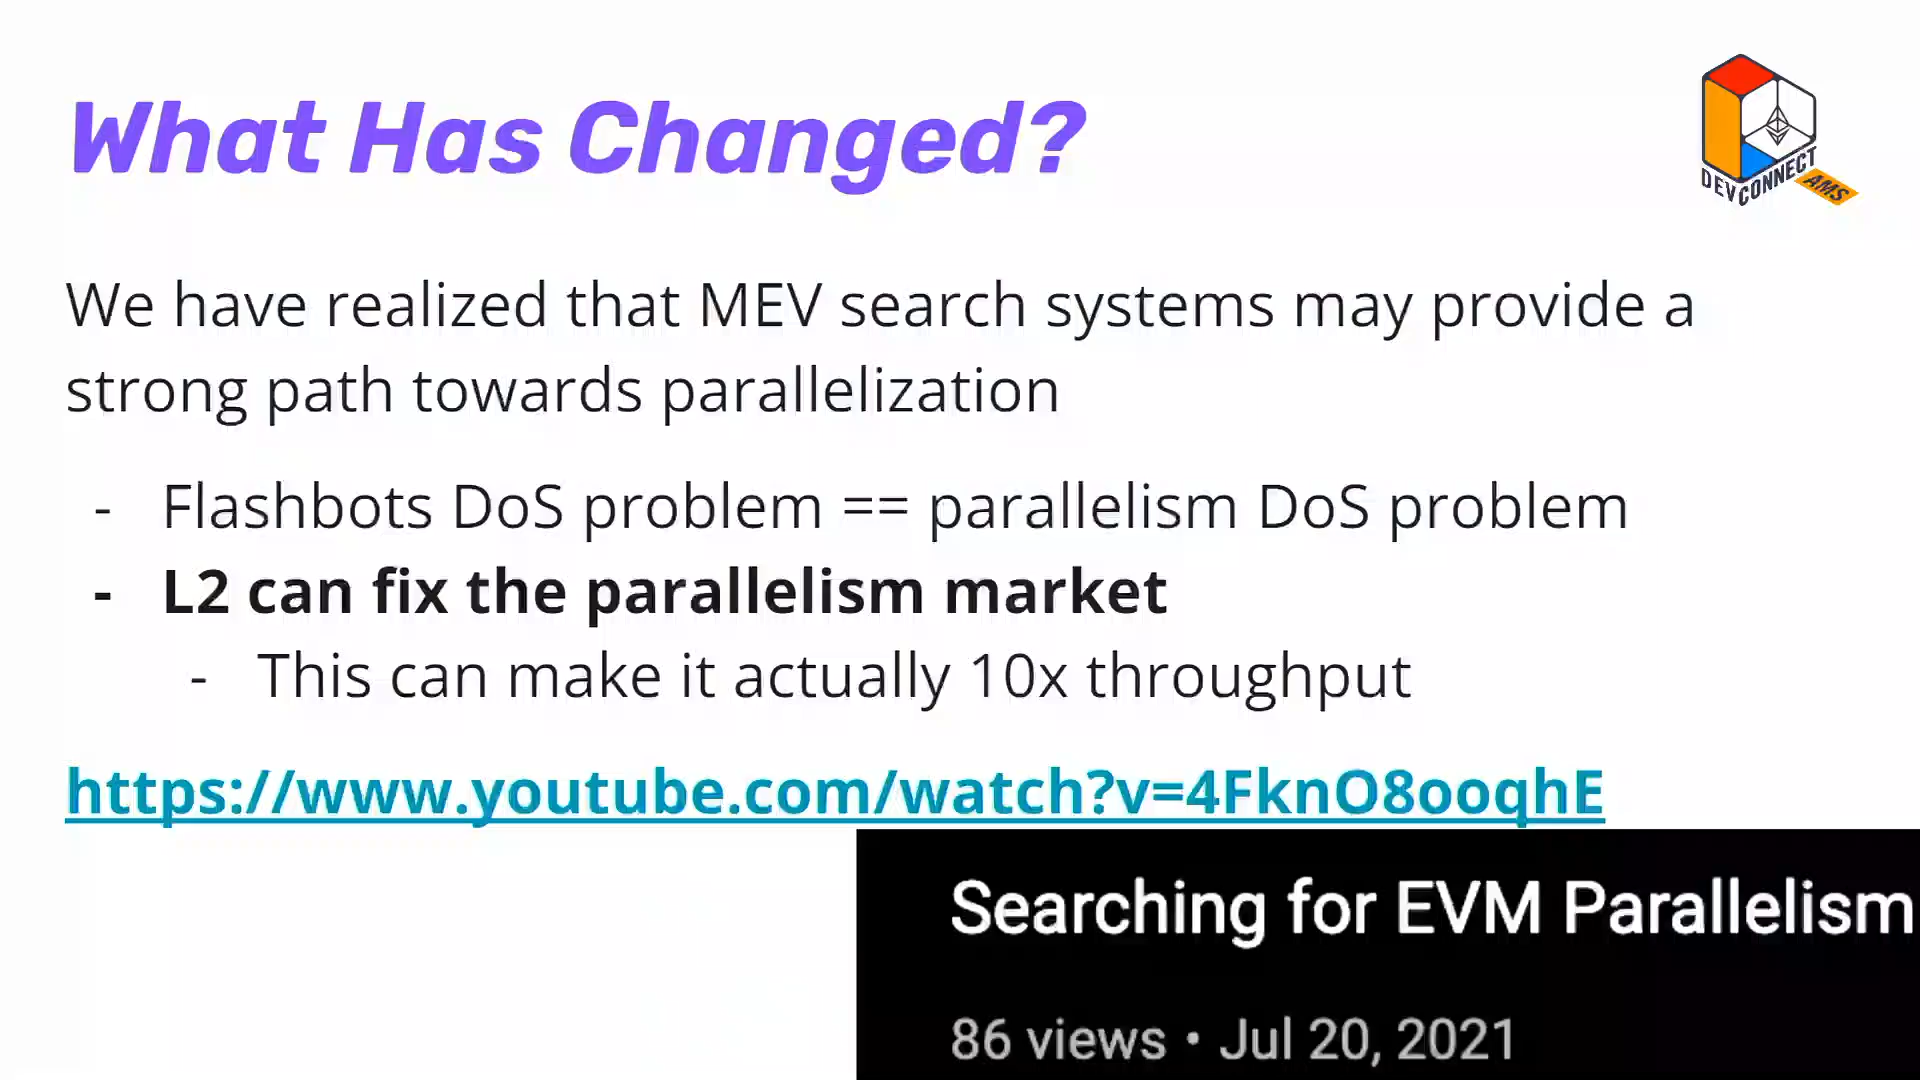 What Has Changed?
DEVCONNECT
AMS
We have realized that MEV search systems may provide a
strong path towards parallelization
- Flashbots DoS problem == parallelism DoS problem
- L2 can fix the parallelism market
- This can make it actually 10x throughput
https://www.youtube.com/watch?v=4FknO8ooqhE
Searching for EVM Parallelism
86 views • Jul 20, 2021